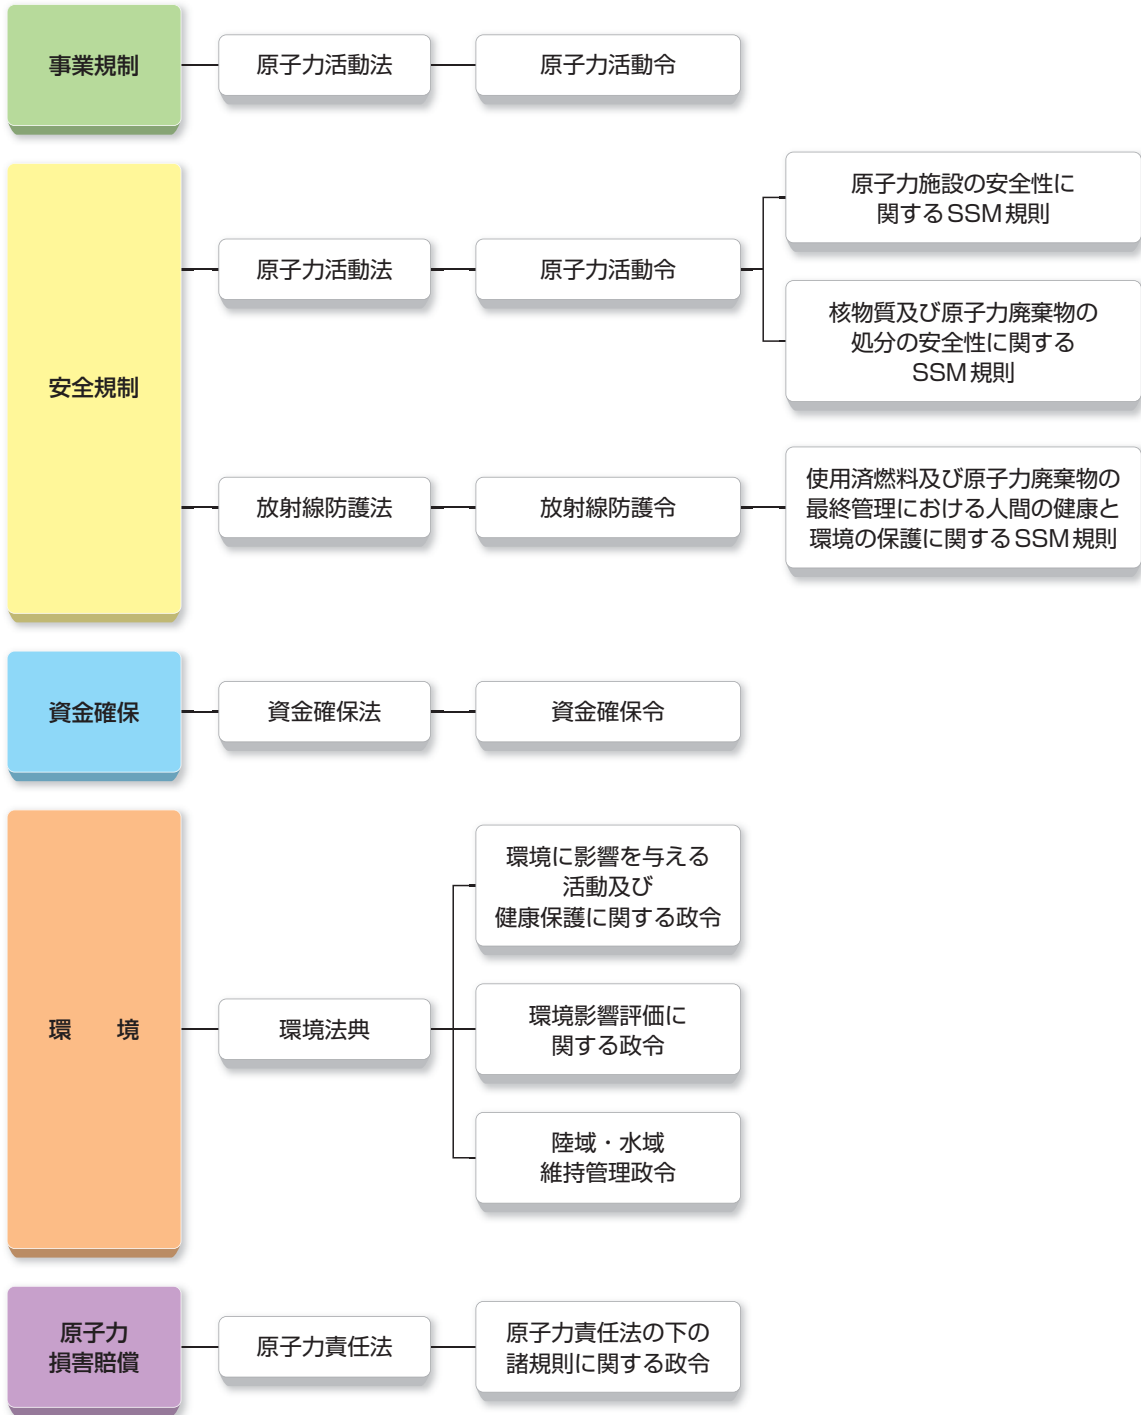 事業規制
原子力活動法
原子力活動令
安全規制
原子力活動法
原子力活動令
原子力施設の安全性に
関するSSM規則
核物質及び原子力廃棄物の
処分の安全性に関する
SSM規則
放射線防護法
放射線防護令
使用済燃料及び原子力廃棄物の
最終管理における人間の健康と
環境の保護に関するSSM規則
資金確保
資金確保法
資金確保令
環　境
環境法典
環境に影響を与える
活動及び
健康保護に関する政令
環境影響評価に
関する政令
陸域・水域
維持管理政令
原子力
損害賠償
原子力責任法
原子力責任法の下の
諸規則に関する政令